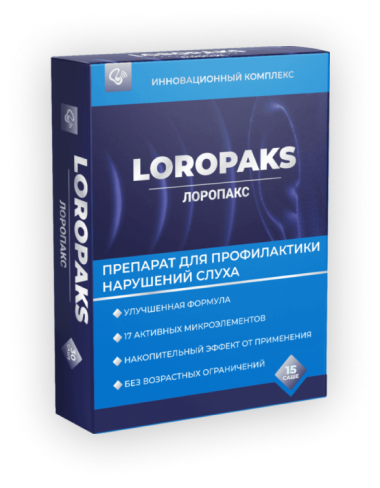 ИННОВАЦИОННЫЙ КОМПЛЕКС
LOROPAKS
ЛОРОПАКС
ПРЕПАРАТ ДЛЯ ПРОФИЛАКТИКИ
НАРУШЕНИЙ СЛУХА
УЛУЧШЕННАЯ ФОРМУЛА
17 АКТИВНЫХ МИКРОЭЛЕМЕНТОВ
НАКОПИТЕЛЬНЫЙ ЭФФЕКТ ОТ ПРИМЕНЕНИЯ
БЕЗ ВОЗРАСТНЫХ ОГРАНИЧЕНИЙ
15
САШЕ
LOROPAKS
ЛОРОПАКС